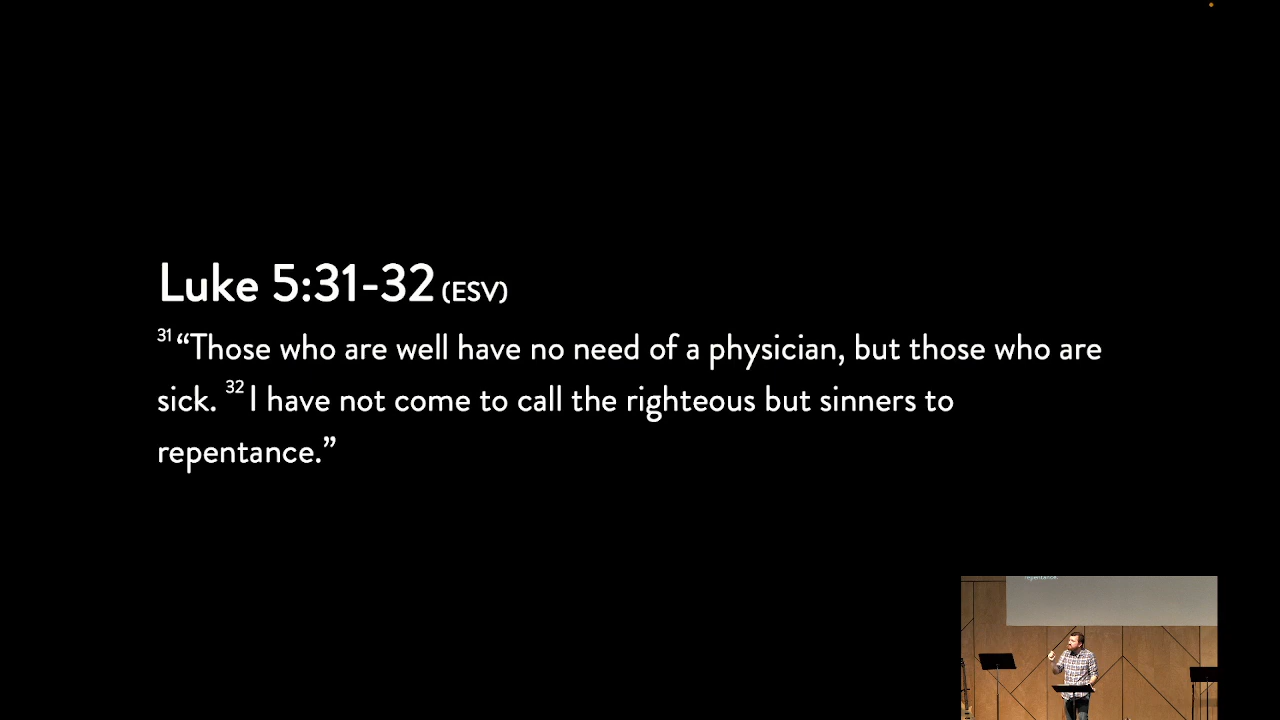 Luke 5:31-32 (ESV)
31 “Those who are well have no need of a physician, but those who are
sick. 32 I have not come to call the righteous but sinners to
repentance.”
repentance.